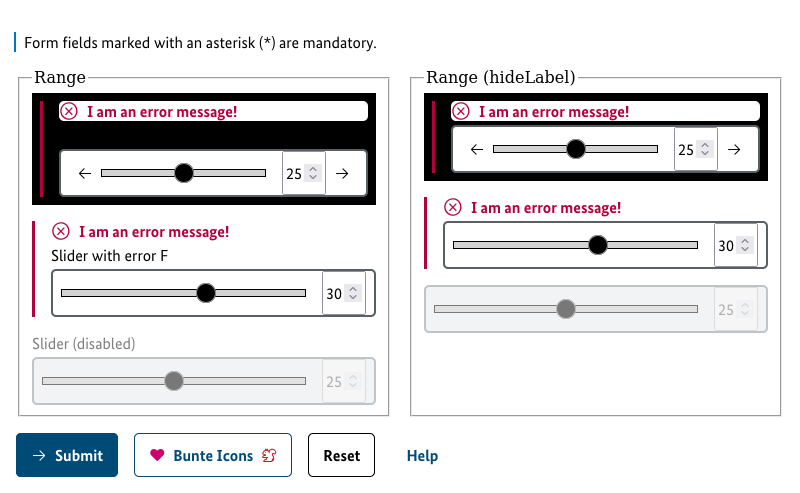 Form fields marked with an asterisk (*) are mandatory.
Range
I am an error message!
25
I am an error message!
Slider with error F
30
Slider (disabled)
25
Range (hideLabel)
I am an error message!
25
I am an error message!
30
25
Submit
Bunte Icons
Reset
Help